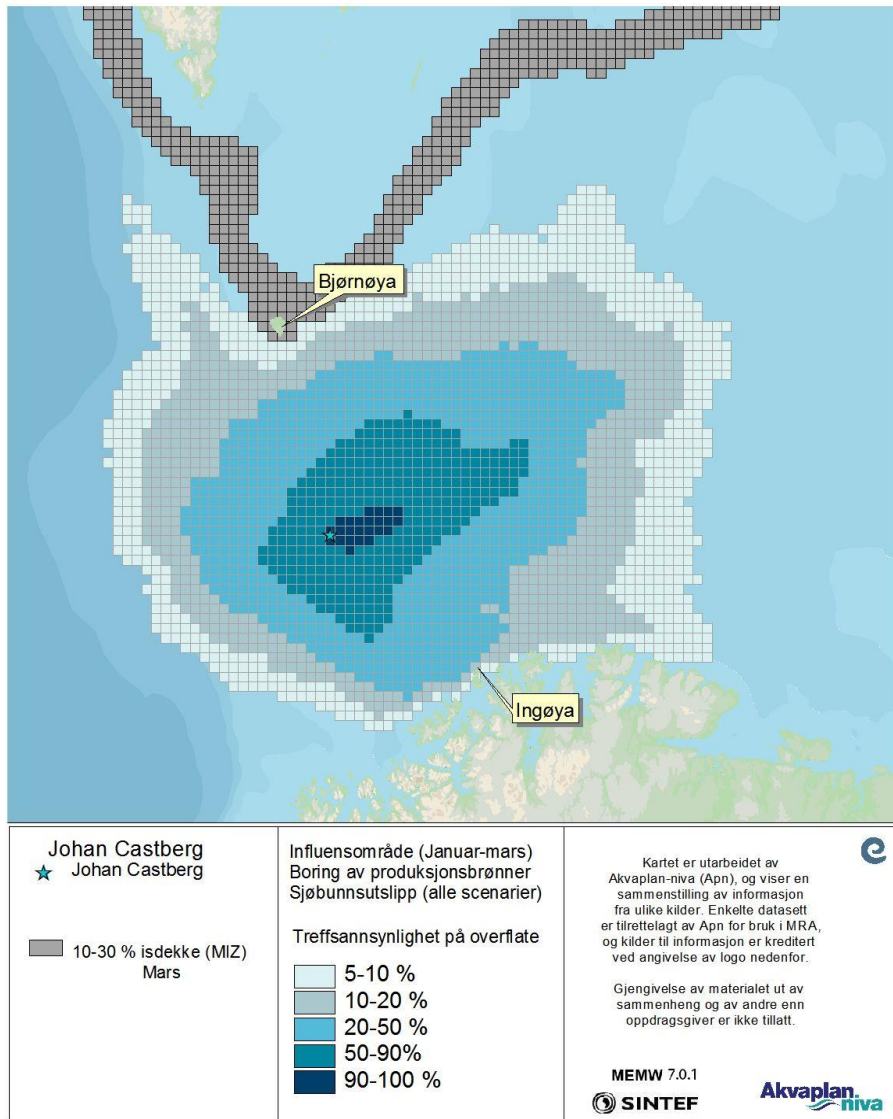 Bjørnøya
Ingøya
Johan Castberg
Johan Castberg
10-30 % isdekke (MIZ)
Mars
Influensområde (Januar-mars)
Boring av produksjonsbrønner
Sjøbunnsutslipp (alle scenarier)
Treffsannsynlighet på overflate
5-10 %
10-20 %
20-50 %
50-90%
90-100 %
Kartet er utarbeidet av
Akvaplan-niva (Apn), og viser en
sammenstilling av informasjon
fra ulike kilder. Enkelte datasett
er tilrettelagt av Apn for bruk i MRA,
og kilder til informasjon er kreditert
ved angivelse av logo nedenfor.
Gjengivelse av materialet ut av
sammenheng og av andre enn
oppdragsgiver er ikke tillatt.
MEMW 7.0.1
SINTEF
Akvaplan
niva